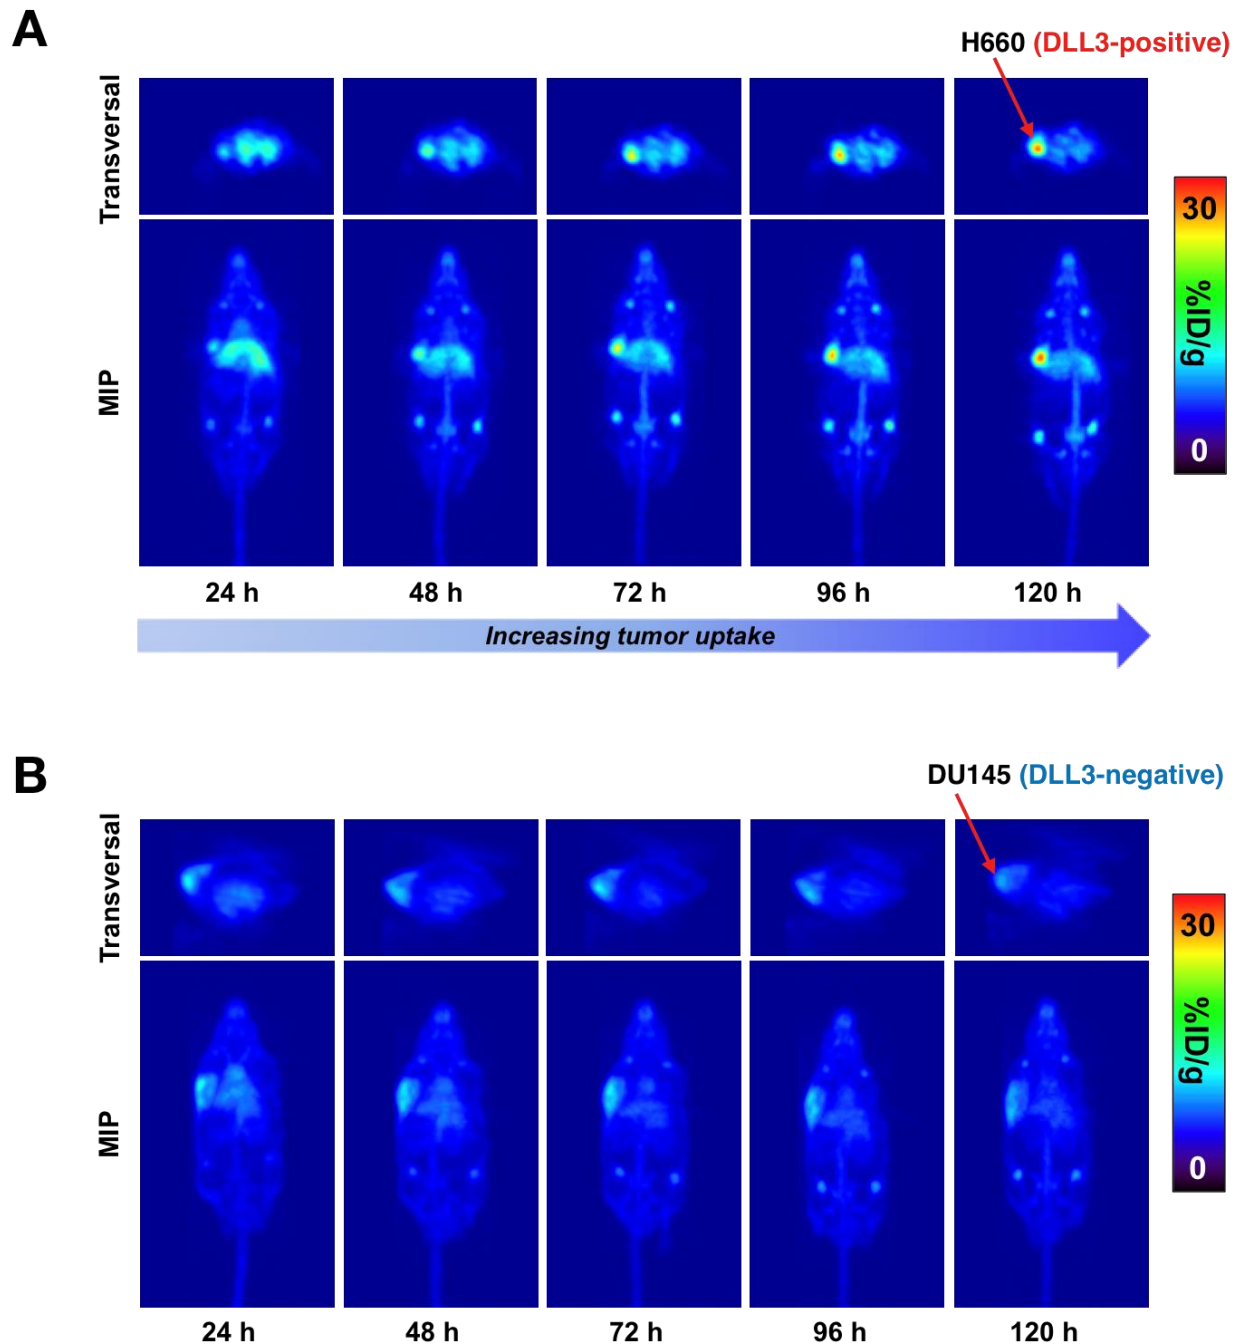 A
H660 (DLL3-positive)
Transversal
MIP
30
%ID/g
0
24 h
48 h
72 h
96 h
120 h
Increasing tumor uptake
B
DU145 (DLL3-negative)
Transversal
MIP
30
%ID/g
0
24 h
48 h
72 h
96 h
120 h